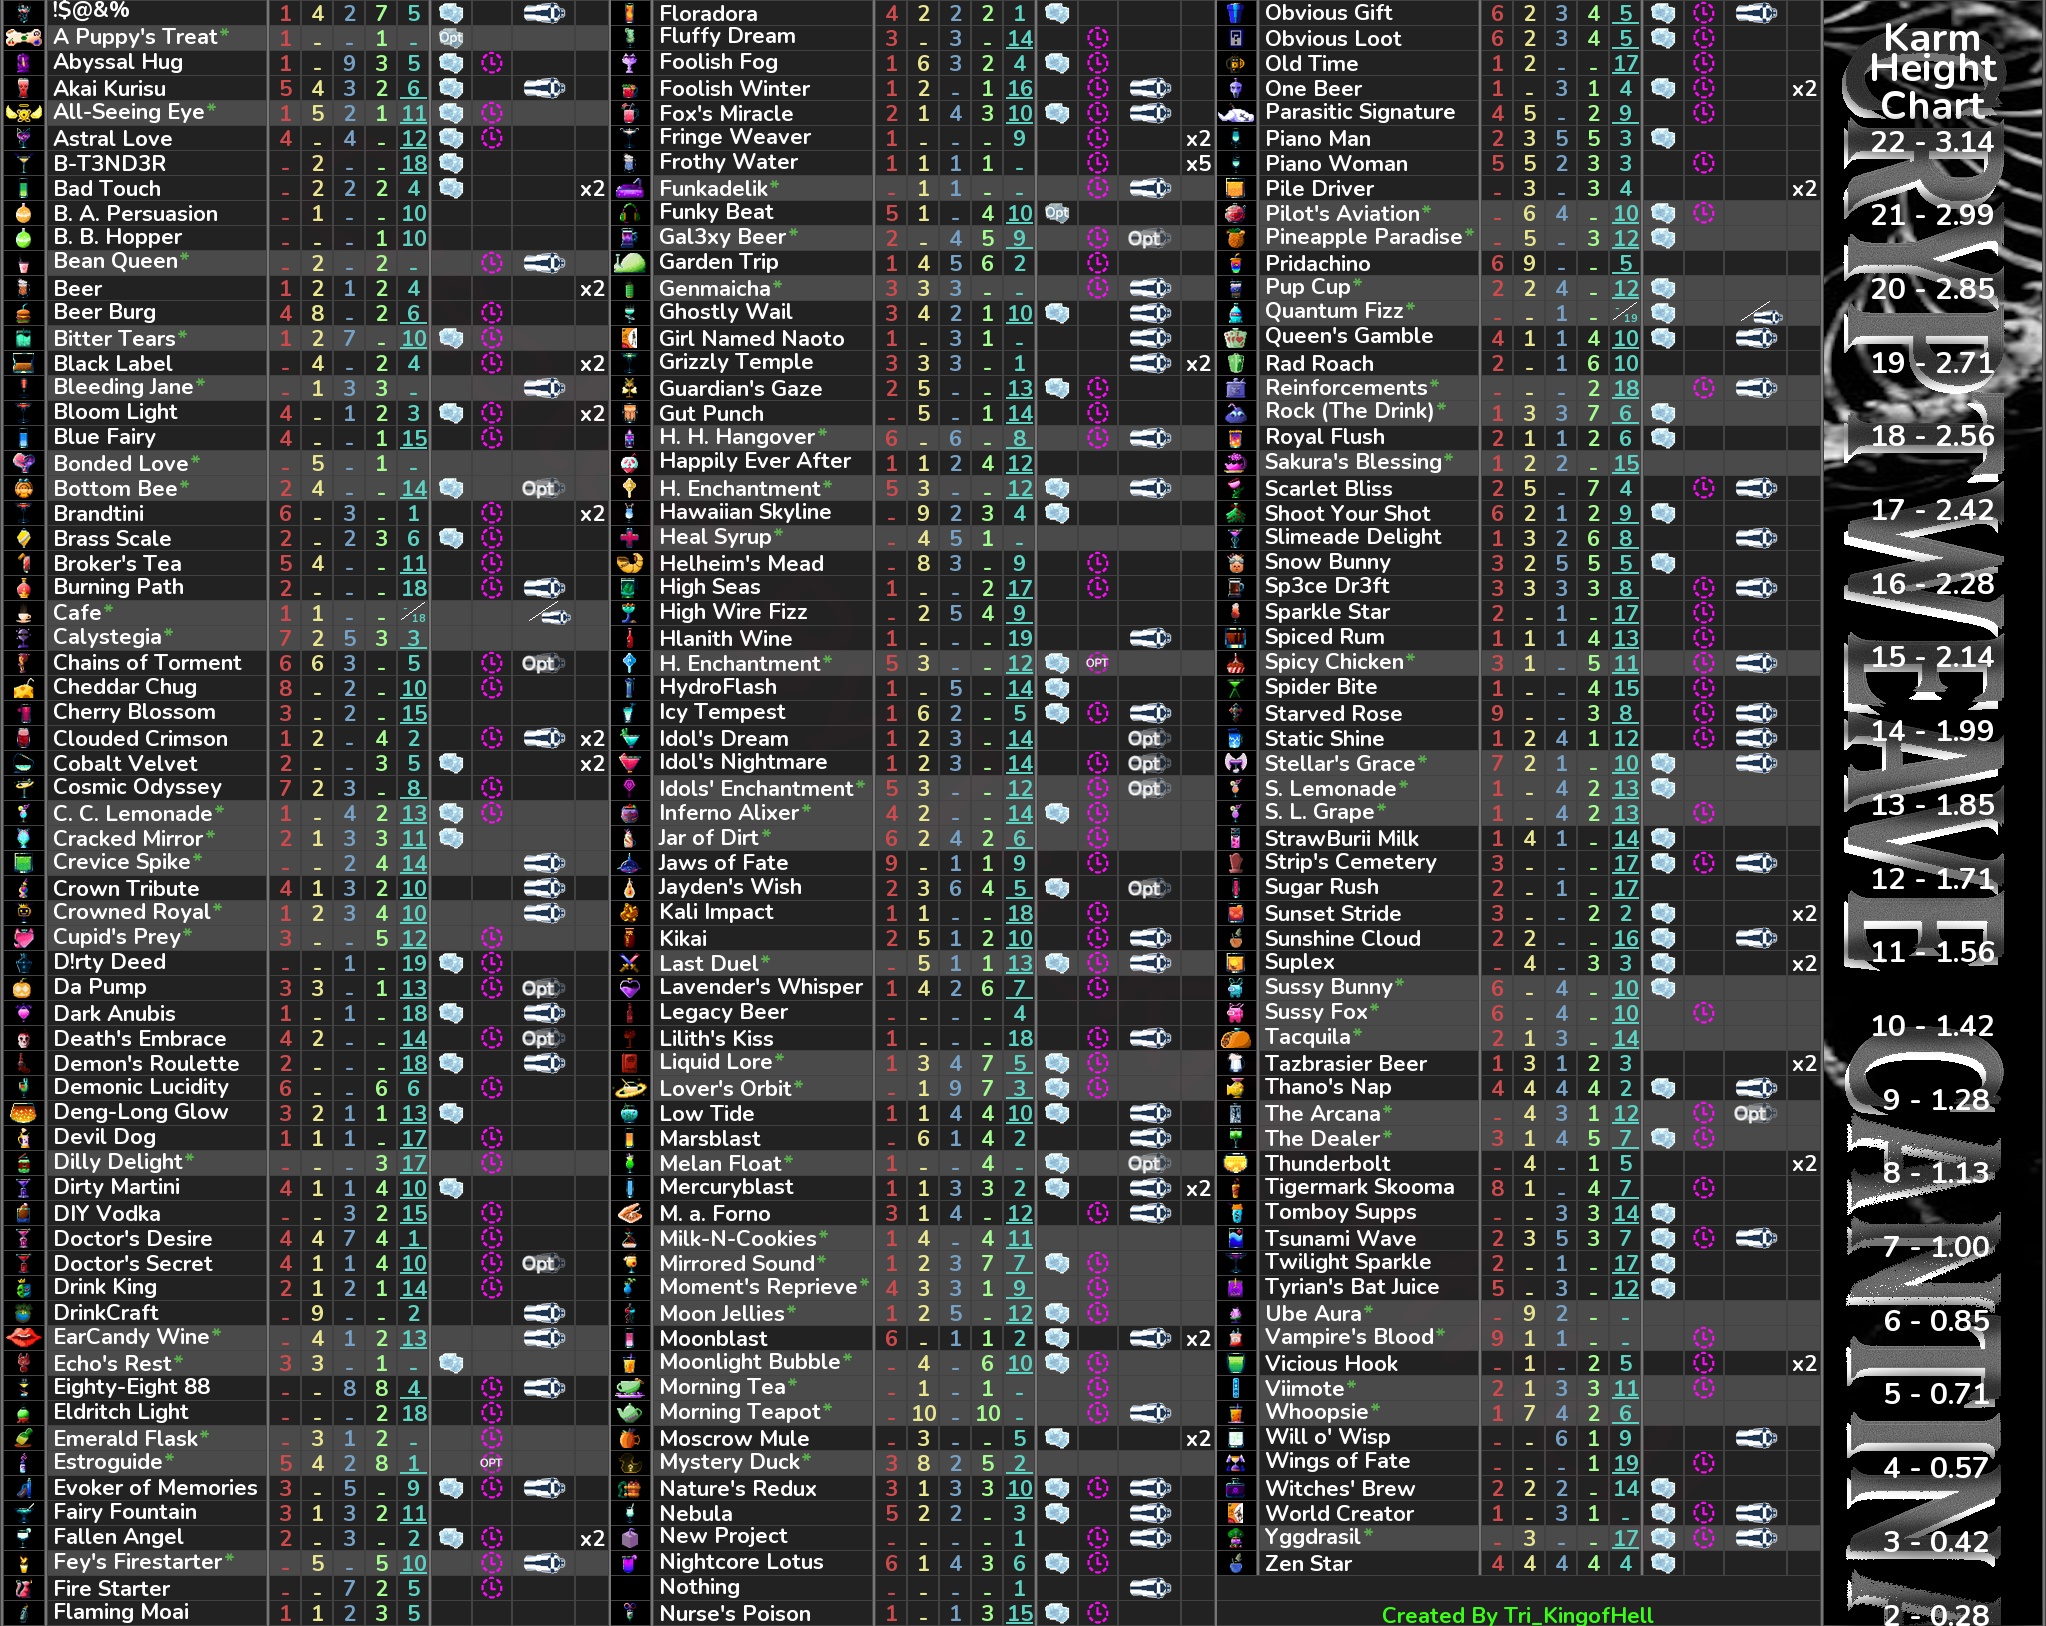 !$@&% 1 4 2 7 5
A Puppy's Treat* 1 - - 1 - Opt
Abyssal Hug 1 - 9 3 5
Akai Kurisu 5 4 3 2 6
All-Seeing Eye* 1 5 2 1 11
Astral Love 4 - 4 - 12
B-T3ND3R - 2 - - 18
Bad Touch - 2 2 2 4 x2
B. A. Persuasion - 1 - - 10
B. B. Hopper - - - 1 10
Bean Queen* - 2 - 2 -
Beer 1 2 1 2 4 x2
Beer Burg 4 8 - 2 6
Bitter Tears* 1 2 7 - 10
Black Label - 4 - 2 4 x2
Bleeding Jane* - 1 3 3 -
Bloom Light 4 - 1 2 3 x2
Blue Fairy 4 - - 1 15
Bonded Love* - 5 - 1 -
Bottom Bee* 2 4 - - 14 Opt
Brandtini 6 - 3 - 1 x2
Brass Scale 2 - 2 3 6
Broker's Tea 5 4 - - 11
Burning Path 2 - - - 18
Cafe* 1 1 - - -/18
Calystegia* 7 2 5 3 3
Chains of Torment 6 6 3 - 5 Opt
Cheddar Chug 8 - 2 - 10
Cherry Blossom 3 - 2 - 15
Clouded Crimson 1 2 - 4 2 x2
Cobalt Velvet 2 - - 3 5 x2
Cosmic Odyssey 7 2 3 - 8
C. C. Lemonade* 1 - 4 2 13
Cracked Mirror* 2 1 3 3 11
Crevice Spike* - - 2 4 14
Crown Tribute 4 1 3 2 10
Crowned Royal* 1 2 3 4 10
Cupid's Prey* 3 - - 5 12
D!rty Deed - - 1 - 19
Da Pump 3 3 - 1 13 Opt
Dark Anubis 1 - 1 - 18
Death's Embrace 4 2 - - 14 Opt
Demon's Roulette 2 - - - 18
Demonic Lucidity 6 - - 6 6
Deng-Long Glow 3 2 1 1 13
Devil Dog 1 1 1 - 17
Dilly Delight* - - - 3 17
Dirty Martini 4 1 1 4 10
DIY Vodka - - 3 2 15
Doctor's Desire 4 4 7 4 1
Doctor's Secret 4 1 1 4 10 Opt
Drink King 2 1 2 1 14
DrinkCraft - 9 - - 2
EarCandy Wine* - 4 1 2 13
Echo's Rest* 3 3 - 1 -
Eighty-Eight 88 - - 8 8 4
Eldritch Light - - - 2 18
Emerald Flask* - 3 1 2 -
Estroguide* 5 4 2 8 1 OPT
Evoker of Memories 3 - 5 - 9
Fairy Fountain 3 1 3 2 11
Fallen Angel 2 - 3 - 2 x2
Fey's Firestarter* - 5 - 5 10
Fire Starter - - 7 2 5
Flaming Moai 1 1 2 3 5
Floradora 4 2 2 2 1
Fluffy Dream 3 - 3 - 14
Foolish Fog 1 6 3 2 4
Foolish Winter 1 2 - 1 16
Fox's Miracle 2 1 4 3 10
Fringe Weaver 1 - - - 9 x2
Frothy Water 1 1 1 1 - x5
Funkadelik* - 1 1 - -
Funky Beat 5 1 - 4 10 Opt
Gal3xy Beer* 2 - 4 5 9 Opt
Garden Trip 1 4 5 6 2
Genmaicha* 3 3 3 - -
Ghostly Wail 3 4 2 1 10
Girl Named Naoto 1 - 3 1 -
Grizzly Temple 3 3 3 - 1 x2
Guardian's Gaze 2 5 - - 13
Gut Punch - 5 - 1 14
H. H. Hangover* 6 - 6 - 8
Happily Ever After 1 1 2 4 12
H. Enchantment* 5 3 - - 12
Hawaiian Skyline - 9 2 3 4
Heal Syrup* - 4 5 1 -
Helheim's Mead - 8 3 - 9
High Seas 1 - - 2 17
High Wire Fizz - 2 5 4 9
Hlanith Wine 1 - - - 19
H. Enchantment* 5 3 - - 12 OPT
HydroFlash 1 - 5 - 14
Icy Tempest 1 6 2 - 5
Idol's Dream 1 2 3 - 14 Opt
Idol's Nightmare 1 2 3 - 14 Opt
Idols' Enchantment* 5 3 - - 12 Opt
Inferno Alixer* 4 2 - - 14
Jar of Dirt* 6 2 4 2 6
Jaws of Fate 9 - 1 1 9
Jayden's Wish 2 3 6 4 5 Opt
Kali Impact 1 1 - - 18
Kikai 2 5 1 2 10
Last Duel* - 5 1 1 13
Lavender's Whisper 1 4 2 6 7
Legacy Beer - - - - 4
Lilith's Kiss 1 - - - 18
Liquid Lore* 1 3 4 7 5
Lover's Orbit* - 1 9 7 3
Low Tide 1 1 4 4 10
Marsblast - 6 1 4 2
Melan Float* 1 - - 4 - Opt
Mercuryblast 1 1 3 3 2 x2
M. a. Forno 3 1 4 - 12
Milk-N-Cookies* 1 4 - 4 11
Mirrored Sound* 1 2 3 7 7
Moment's Reprieve* 4 3 3 1 9
Moon Jellies* 1 2 5 - 12
Moonblast 6 - 1 1 2 x2
Moonlight Bubble* - 4 - 6 10
Morning Tea* - 1 - 1 -
Morning Teapot* - 10 - 10 -
Moscrow Mule - 3 - - 5 x2
Mystery Duck* 3 8 2 5 2
Nature's Redux 3 1 3 3 10
Nebula 5 2 2 - 3
New Project - - - - 1
Nightcore Lotus 6 1 4 3 6
Nothing - - - - 1
Nurse's Poison 1 - 1 3 15
Obvious Gift 6 2 3 4 5
Obvious Loot 6 2 3 4 5
Old Time 1 2 - - 17
One Beer 1 - 3 1 4 x2
Parasitic Signature 4 5 - 2 9
Piano Man 2 3 5 5 3
Piano Woman 5 5 2 3 3
Pile Driver - 3 - 3 4 x2
Pilot's Aviation* - 6 4 - 10
Pineapple Paradise* - 5 - 3 12
Pridachino 6 9 - - 5
Pup Cup* 2 2 4 - 12
Quantum Fizz* - - 1 - -/19
Queen's Gamble 4 1 1 4 10
Rad Roach 2 - 1 6 10
Reinforcements* - - - 2 18
Rock (The Drink)* 1 3 3 7 6
Royal Flush 2 1 1 2 6
Sakura's Blessing* 1 2 2 - 15
Scarlet Bliss 2 5 - 7 4
Shoot Your Shot 6 2 1 2 9
Slimeade Delight 1 3 2 6 8
Snow Bunny 3 2 5 5 5
Sp3ce Dr3ft 3 3 3 3 8
Sparkle Star 2 - 1 - 17
Spiced Rum 1 1 1 4 13
Spicy Chicken* 3 1 - 5 11
Spider Bite 1 - - 4 15
Starved Rose 9 - - 3 8
Static Shine 1 2 4 1 12
Stellar's Grace* 7 2 1 - 10
S. Lemonade* 1 - 4 2 13
S. L. Grape* 1 - 4 2 13
StrawBurii Milk 1 4 1 - 14
Strip's Cemetery 3 - - - 17
Sugar Rush 2 - 1 - 17
Sunset Stride 3 - - 2 2 x2
Sunshine Cloud 2 2 - - 16
Suplex - 4 - 3 3 x2
Sussy Bunny* 6 - 4 - 10
Sussy Fox* 6 - 4 - 10
Tacquila* 2 1 3 - 14
Tazbrasier Beer 1 3 1 2 3 x2
Thano's Nap 4 4 4 4 2
The Arcana* - 4 3 1 12 Opt
The Dealer* 3 1 4 5 7
Thunderbolt - 4 - 1 5 x2
Tigermark Skooma 8 1 - 4 7
Tomboy Supps - - 3 3 14
Tsunami Wave 2 3 5 3 7
Twilight Sparkle 2 - 1 - 17
Tyrian's Bat Juice 5 - 3 - 12
Ube Aura* - 9 2 - -
Vampire's Blood* 9 1 1 - -
Vicious Hook - 1 - 2 5 x2
Viimote* 2 1 3 3 11
Whoopsie* 1 7 4 2 6
Will o' Wisp - - 6 1 9
Wings of Fate - - - 1 19
Witches' Brew 2 2 2 - 14
World Creator 1 - 3 1 -
Yggdrasil* - 3 - - 17
Zen Star 4 4 4 4 4
Created By Tri_KingofHell
Karm
Height
Chart
22 - 3.14
21 - 2.99
20 - 2.85
19 - 2.71
18 - 2.56
17 - 2.42
16 - 2.28
15 - 2.14
14 - 1.99
13 - 1.85
12 - 1.71
11 - 1.56
10 - 1.42
9 - 1.28
8 - 1.13
7 - 1.00
6 - 0.85
5 - 0.71
4 - 0.57
3 - 0.42
2 - 0.28
CRYPTWEAVE CANTINA